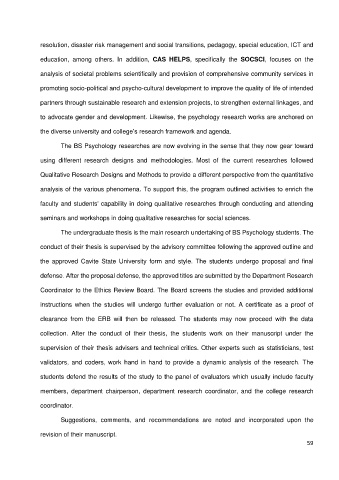 resolution, disaster risk management and social transitions, pedagogy, special education, ICT and
education, among others. In addition, CAS HELPS, specifically the SOCSCI, focuses on the
analysis of societal problems scientifically and provision of comprehensive community services in
promoting socio-political and psycho-cultural development to improve the quality of life of intended
partners through sustainable research and extension projects, to strengthen external linkages, and
to advocate gender and development. Likewise, the psychology research works are anchored on
the diverse university and college's research framework and agenda.
The BS Psychology researches are now evolving in the sense that they now gear toward
using different research designs and methodologies. Most of the current researches followed
Qualitative Research Designs and Methods to provide a different perspective from the quantitative
analysis of the various phenomena. To support this, the program outlined activities to enrich the
faculty and students' capability in doing qualitative researches through conducting and attending
seminars and workshops in doing qualitative researches for social sciences.
The undergraduate thesis is the main research undertaking of BS Psychology students. The
conduct of their thesis is supervised by the advisory committee following the approved outline and
the approved Cavite State University form and style. The students undergo proposal and final
defense. After the proposal defense, the approved titles are submitted by the Department Research
Coordinator to the Ethics Review Board. The Board screens the studies and provided additional
instructions when the studies will undergo further evaluation or not. A certificate as a proof of
clearance from the ERB will then be released. The students may now proceed with the data
collection. After the conduct of their thesis, the students work on their manuscript under the
supervision of their thesis advisers and technical critics. Other experts such as statisticians, test
validators, and coders, work hand in hand to provide a dynamic analysis of the research. The
students defend the results of the study to the panel of evaluators which usually include faculty
members, department chairperson, department research coordinator, and the college research
coordinator.
Suggestions, comments, and recommendations are noted and incorporated upon the
revision of their manuscript.
59